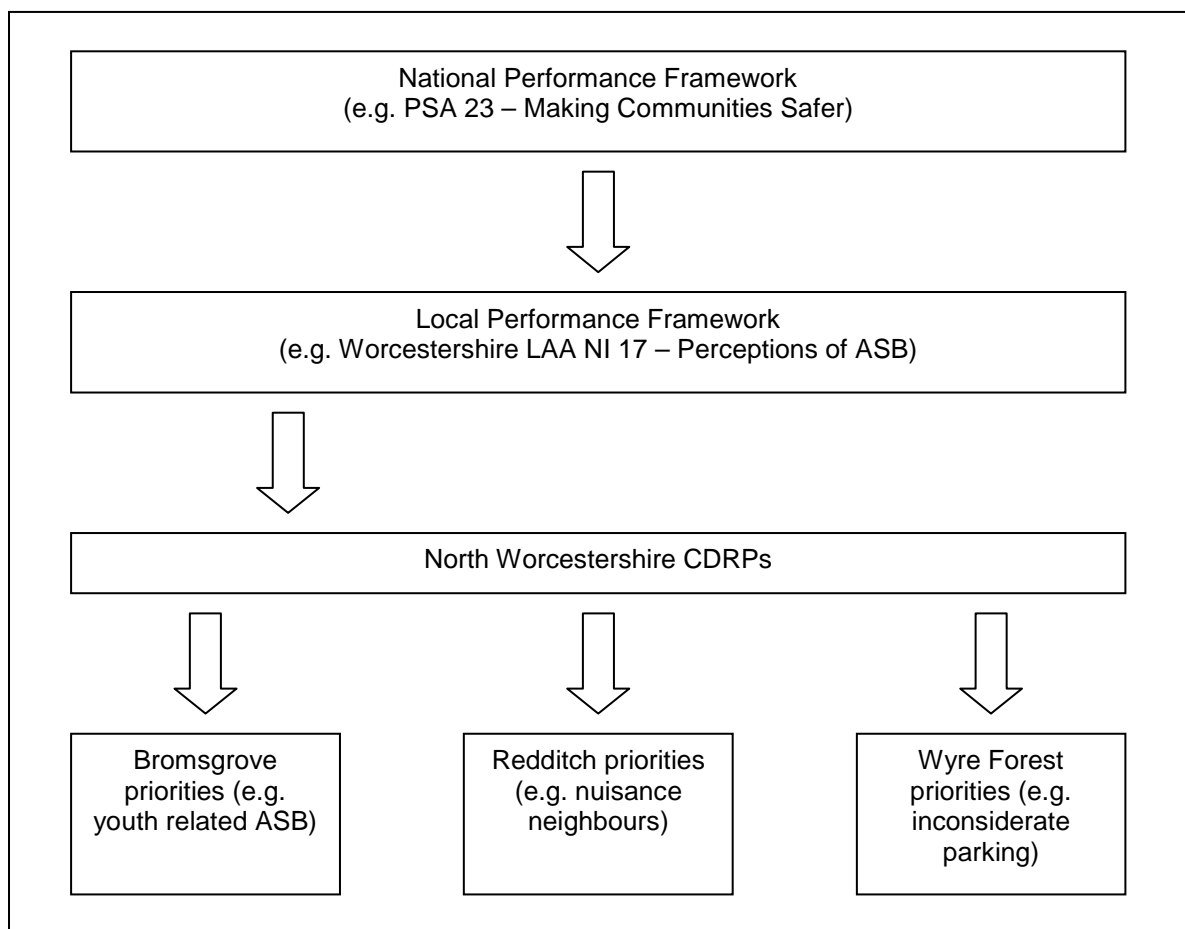 National Performance Framework
(e.g. PSA 23 – Making Communities Safer)
Local Performance Framework
(e.g. Worcestershire LAA NI 17 – Perceptions of ASB)
North Worcestershire CDRPs
Bromsgrove
priorities (e.g.
youth related ASB)
Redditch priorities
(e.g. nuisance
neighbours)
Wyre Forest
priorities (e.g.
inconsiderate
parking)